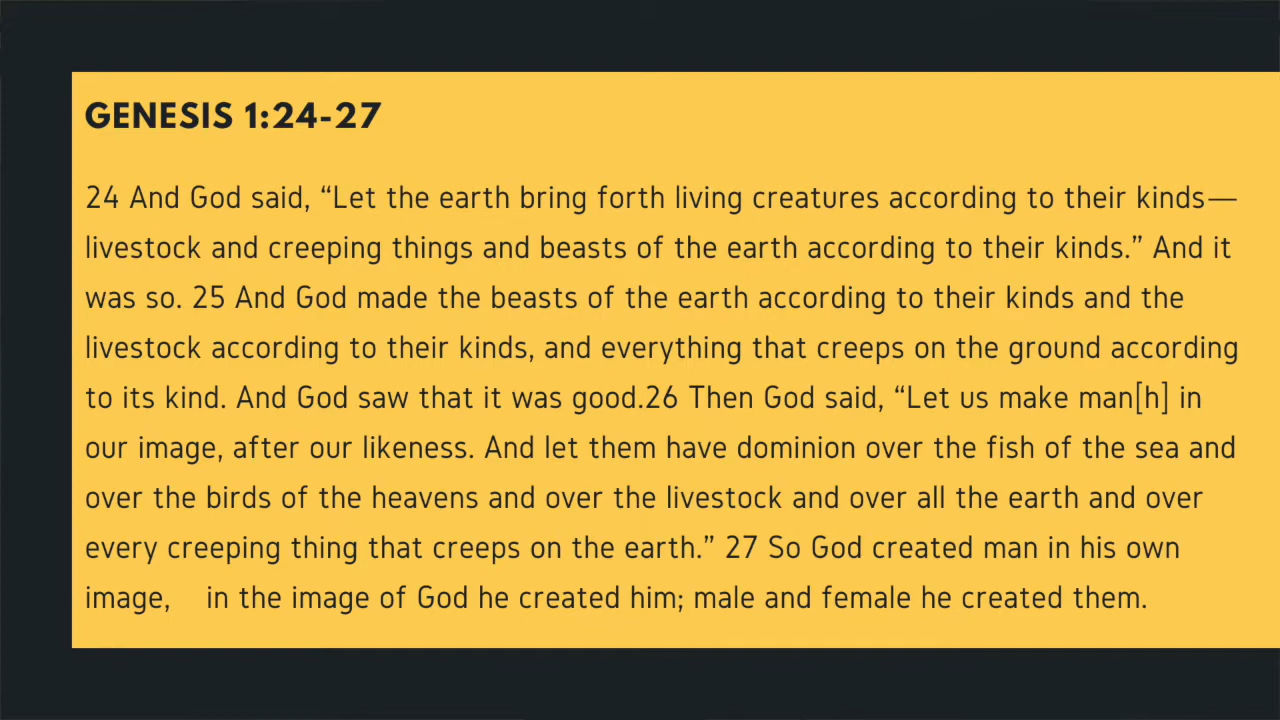 GENESIS 1:24-27
24 And God said, “Let the earth bring forth living creatures according to their kinds—
livestock and creeping things and beasts of the earth according to their kinds.” And it
was so. 25 And God made the beasts of the earth according to their kinds and the
livestock according to their kinds, and everything that creeps on the ground according
to its kind. And God saw that it was good.26 Then God said, “Let us make man[h] in
our image, after our likeness. And let them have dominion over the fish of the sea and
over the birds of the heavens and over the livestock and over all the earth and over
every creeping thing that creeps on the earth.” 27 So God created man in his own
image,    in the image of God he created him; male and female he created them.